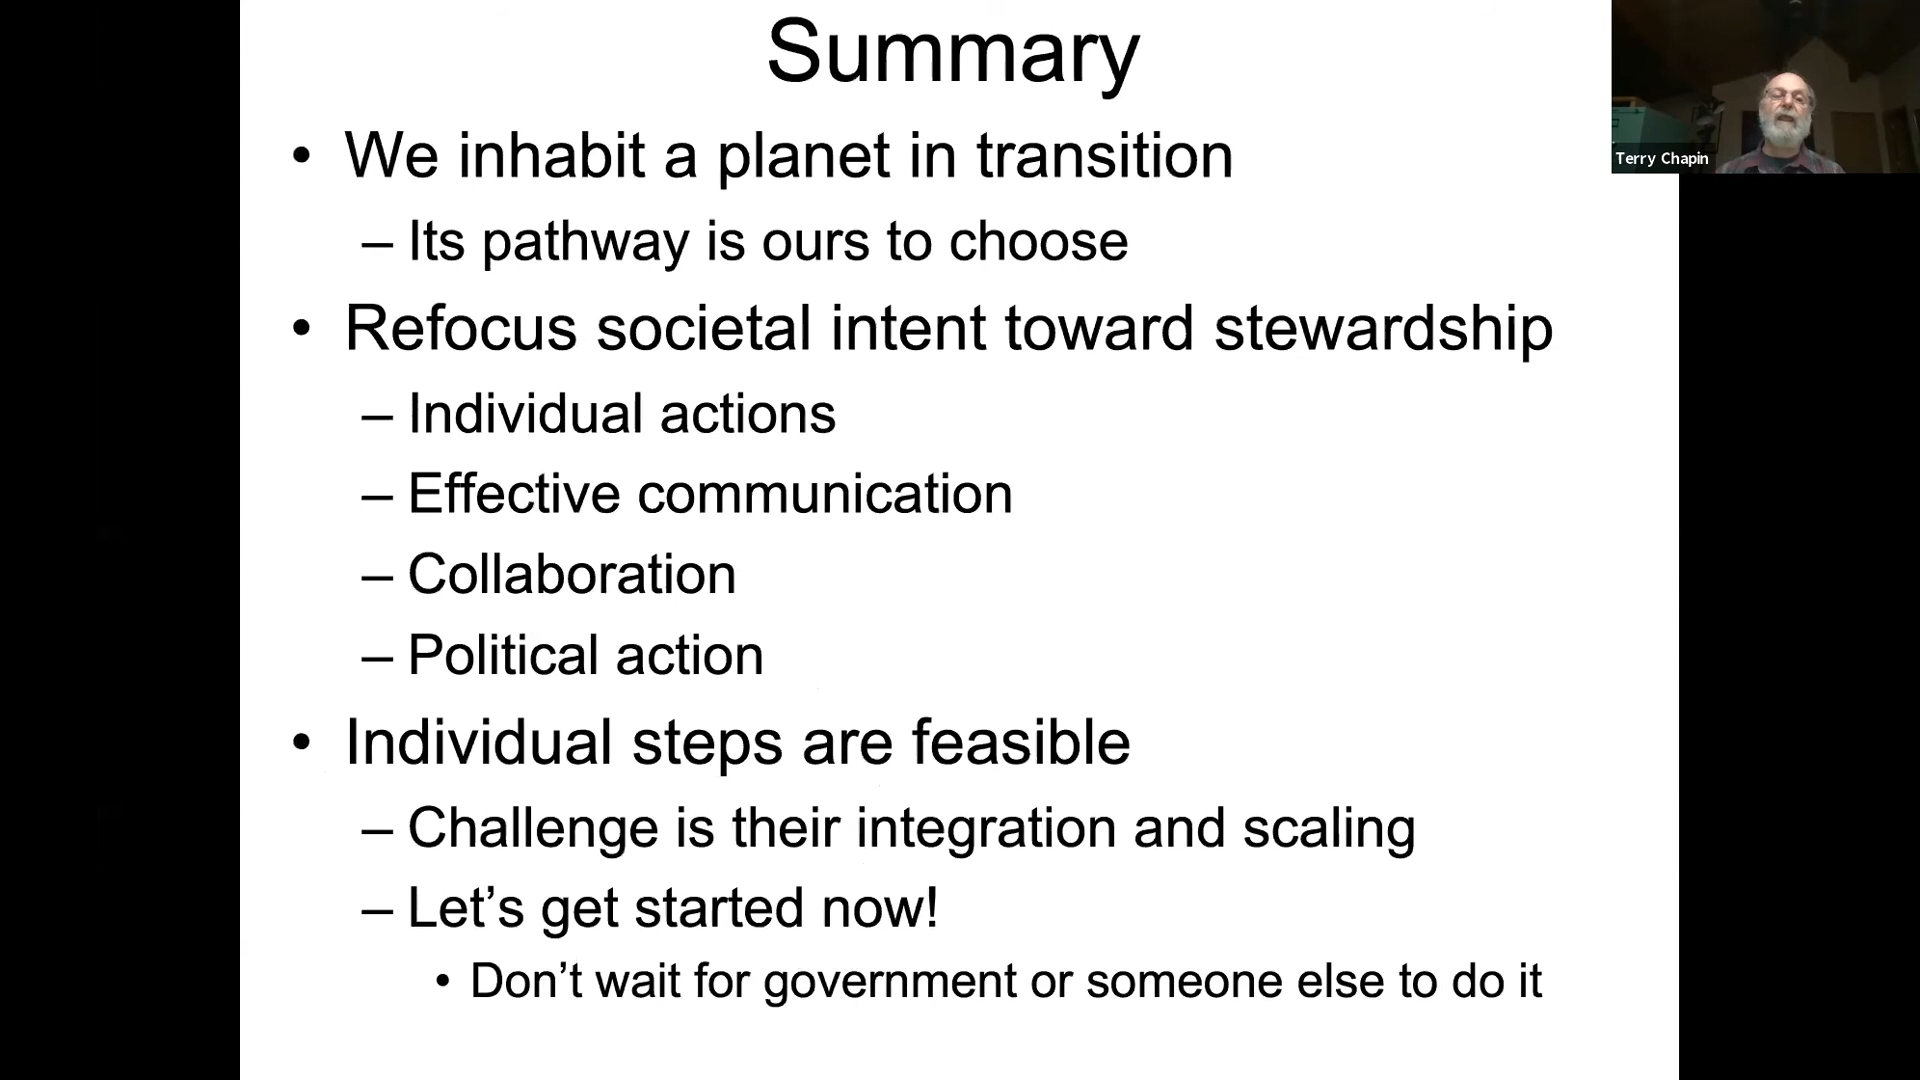 Summary
• We inhabit a planet in transition
– Its pathway is ours to choose
• Refocus societal intent toward stewardship
– Individual actions
– Effective communication
– Collaboration
– Political action
• Individual steps are feasible
– Challenge is their integration and scaling
– Let’s get started now!
• Don’t wait for government or someone else to do it
Terry Chapin